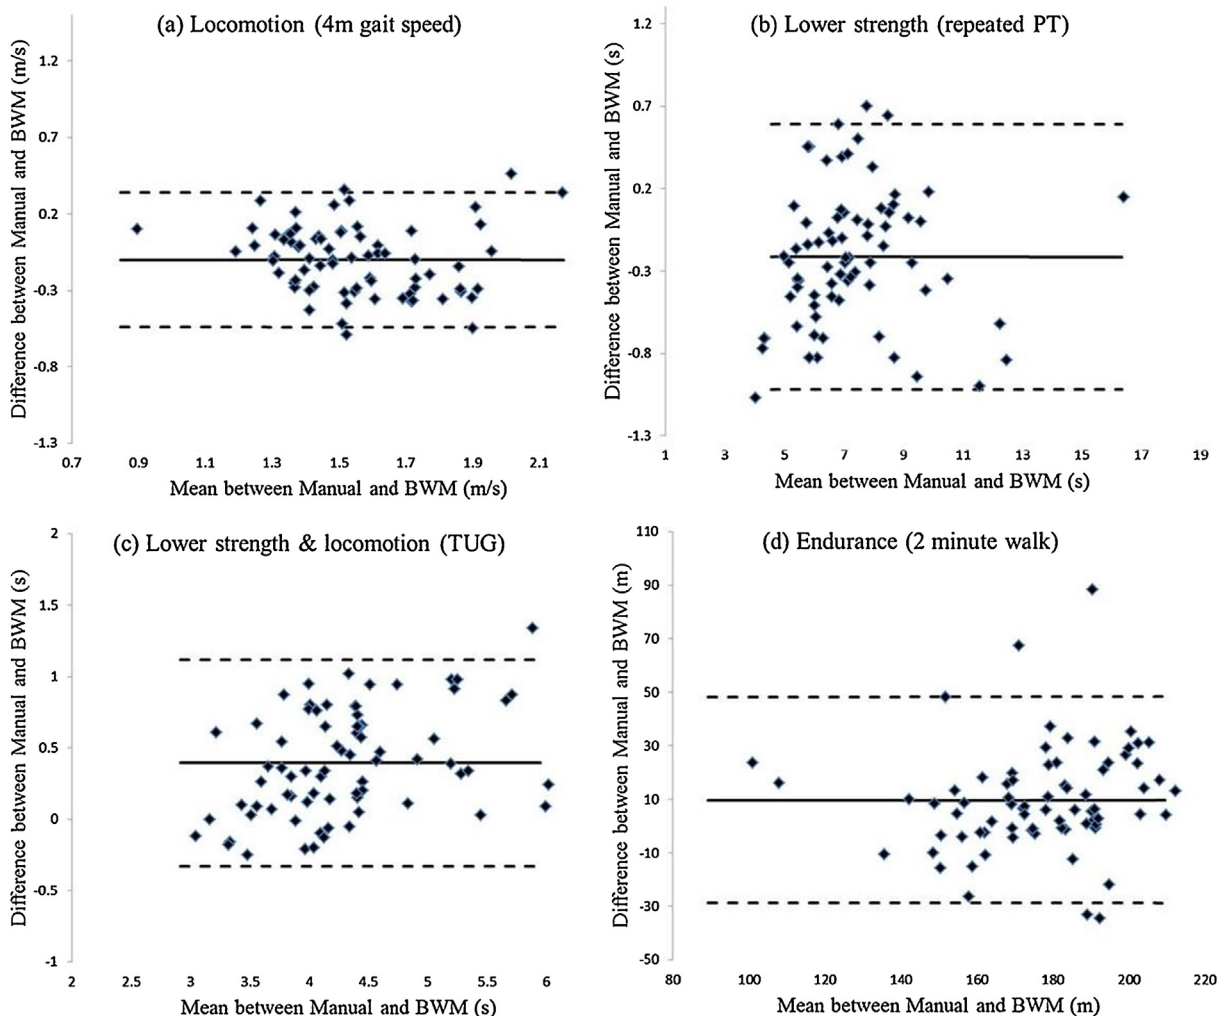 (a) Locomotion (4m gait speed)
Difference between Manual and BWM (m/s)
1.2
0.7
0.2
-0.3
-0.8
-1.3
0.7 0.9 1.1 1.3 1.5 1.7 1.9 2.1
Mean between Manual and BWM (m/s)
(b) Lower strength (repeated PT)
Difference between Manual and BWM (s)
1.2
0.7
0.2
-0.3
-0.8
-1.3
1 3 5 7 9 11 13 15 17 19
Mean between Manual and BWM (s)
(c) Lower strength & locomotion (TUG)
Difference between Manual and BWM (s)
2
1.5
1
0.5
0
-0.5
-1
2 2.5 3 3.5 4 4.5 5 5.5 6
Mean between Manual and BWM (s)
(d) Endurance (2 minute walk)
Difference between Manual and BWM (m)
110
90
70
50
30
10
-10
-30
-50
80 100 120 140 160 180 200 220
Mean between Manual and BWM (m)